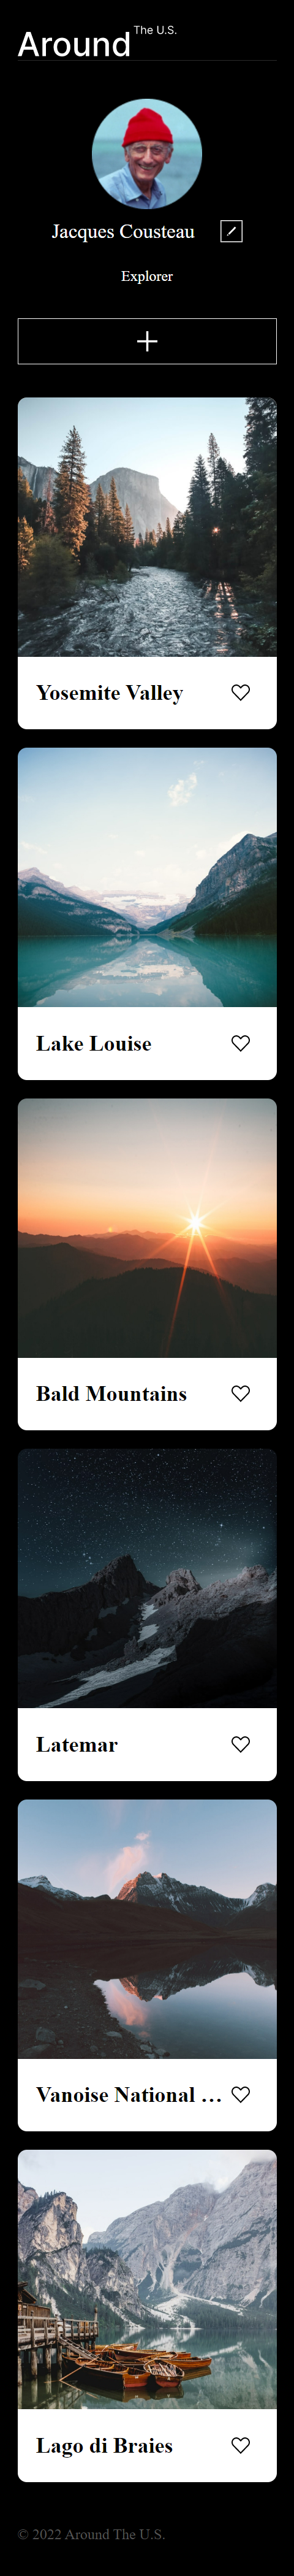 Around The U.S.
Jacques Cousteau
Explorer
Yosemite Valley
Lake Louise
Bald Mountains
Latemar
Vanoise National ...
Lago di Braies
© 2022 Around The U.S.